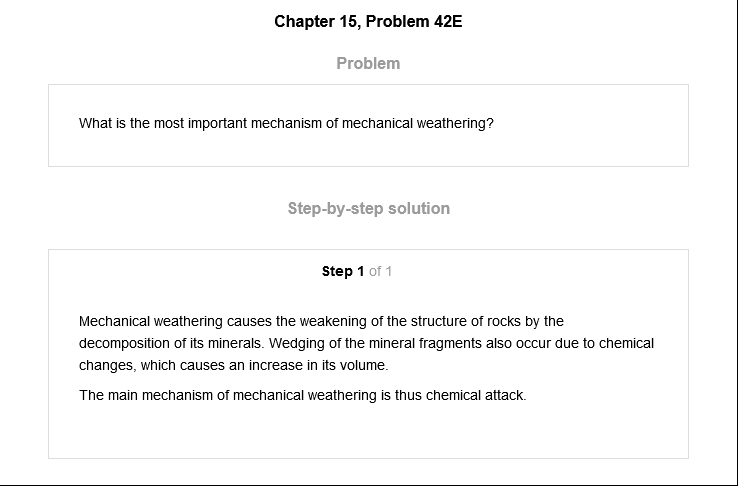 Chapter 15, Problem 42E
Problem
What is the most important mechanism of mechanical weathering?
Step-by-step solution
Step 1 of 1
Mechanical weathering causes the weakening of the structure of rocks by the
decomposition of its minerals. Wedging of the mineral fragments also occur due to chemical
changes, which causes an increase in its volume.
The main mechanism of mechanical weathering is thus chemical attack.